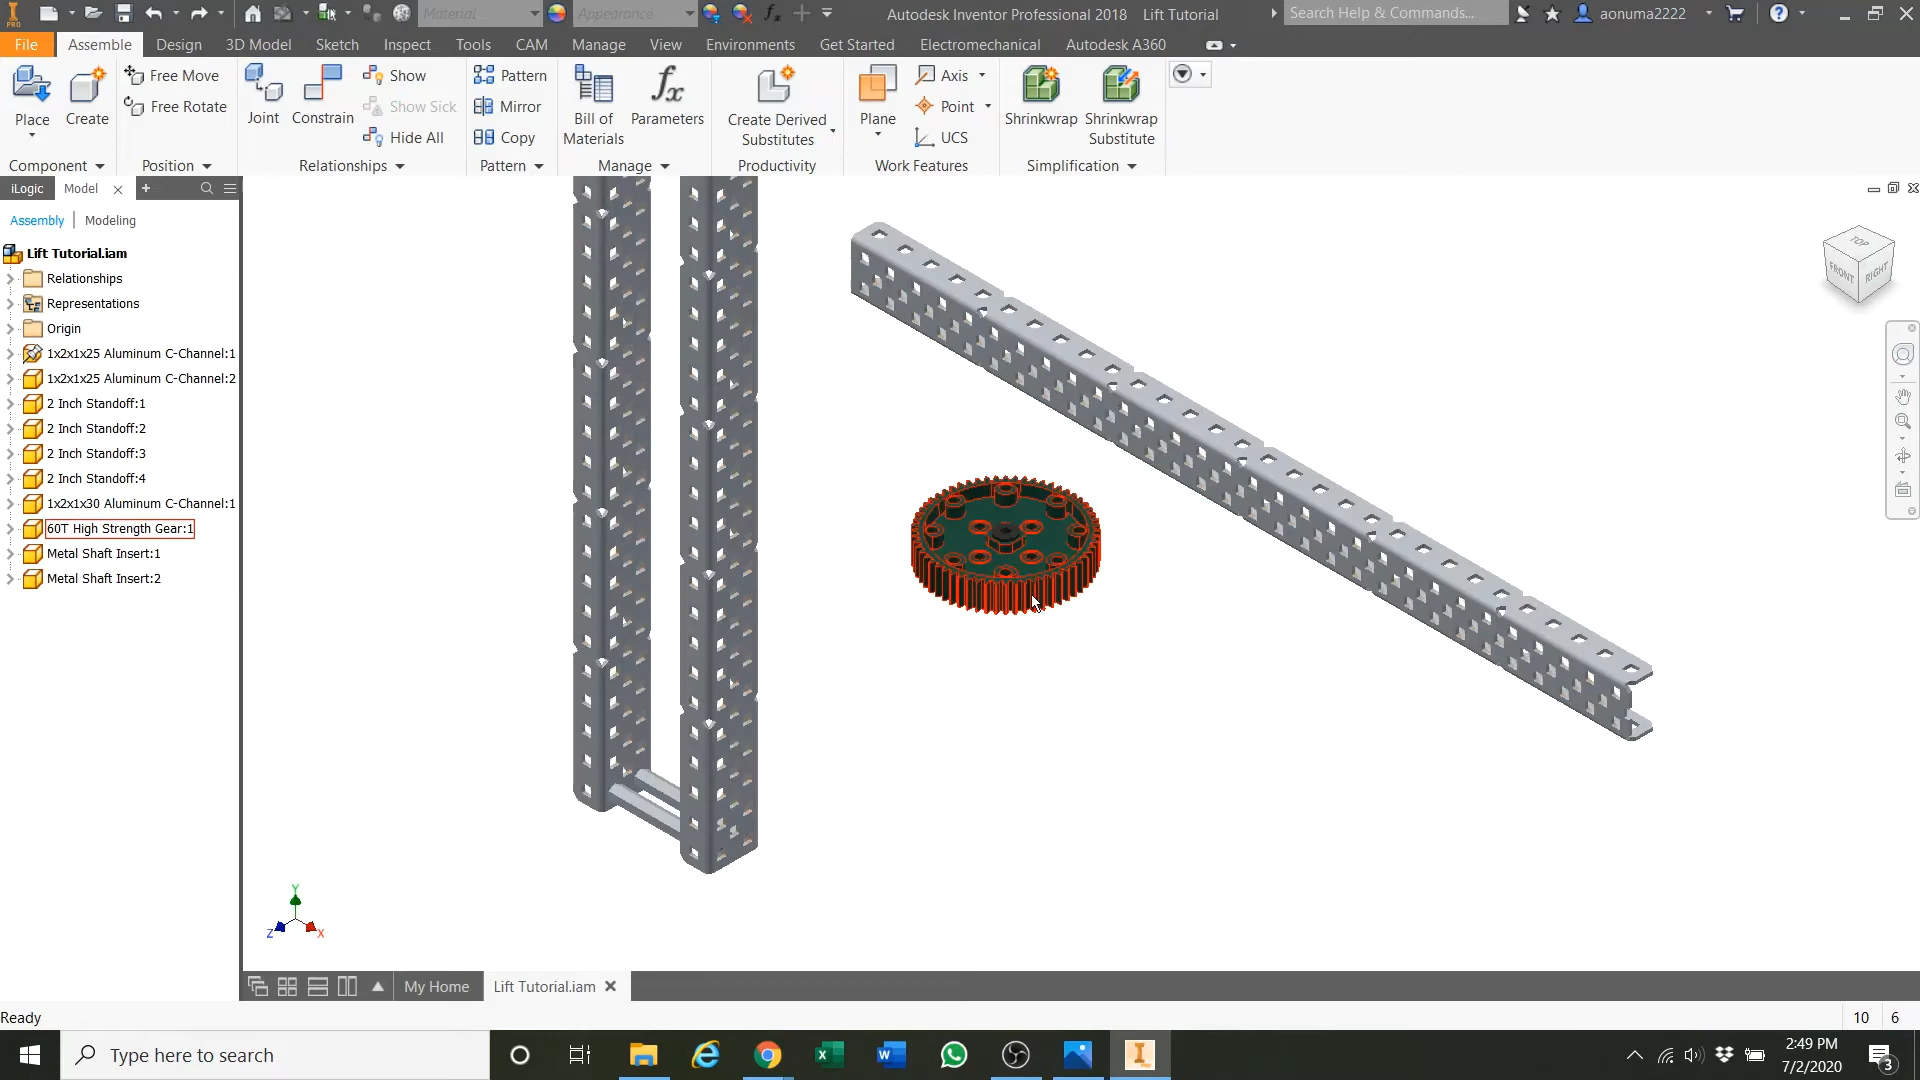 PRO
Material
Appearance
Autodesk Inventor Professional 2018 Lift Tutorial
Search Help & Commands...
aonuma2222
File Assemble Design 3D Model Sketch Inspect Tools CAM Manage View Environments Get Started Electromechanical Autodesk A360
Place
Create
Free Move
Free Rotate
Joint
Constrain
Show
Show Sick
Hide All
Pattern
Mirror
Copy
Bill of
Materials
Parameters
Create Derived
Substitutes
Plane
Axis
Point
UCS
Shrinkwrap
Shrinkwrap
Substitute
Component Position Relationships Pattern Manage Productivity Work Features Simplification
iLogic Model
Assembly Modeling
Lift Tutorial.iam
Relationships
Representations
Origin
1x2x1x25 Aluminum C-Channel:1
1x2x1x25 Aluminum C-Channel:2
2 Inch Standoff:1
2 Inch Standoff:2
2 Inch Standoff:3
2 Inch Standoff:4
1x2x1x30 Aluminum C-Channel:1
60T High Strength Gear:1
Metal Shaft Insert:1
Metal Shaft Insert:2
TOP
FRONT
RIGHT
Y
Z
X
My Home Lift Tutorial.iam
Ready
10 6
Type here to search
2:49 PM
7/2/2020
3